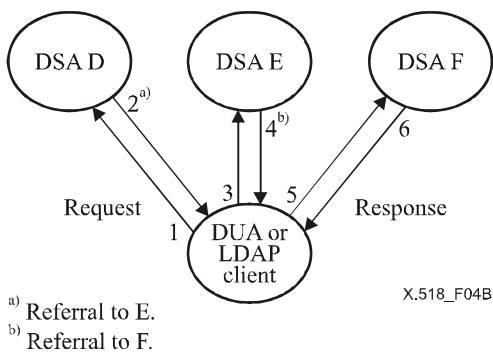 DSA D
DSA E
DSA F
2a)
4b)
6
Request
1
3
5
Response
DUA or
LDAP
client
X.518_F04B
a) Referral to E.
b) Referral to F.